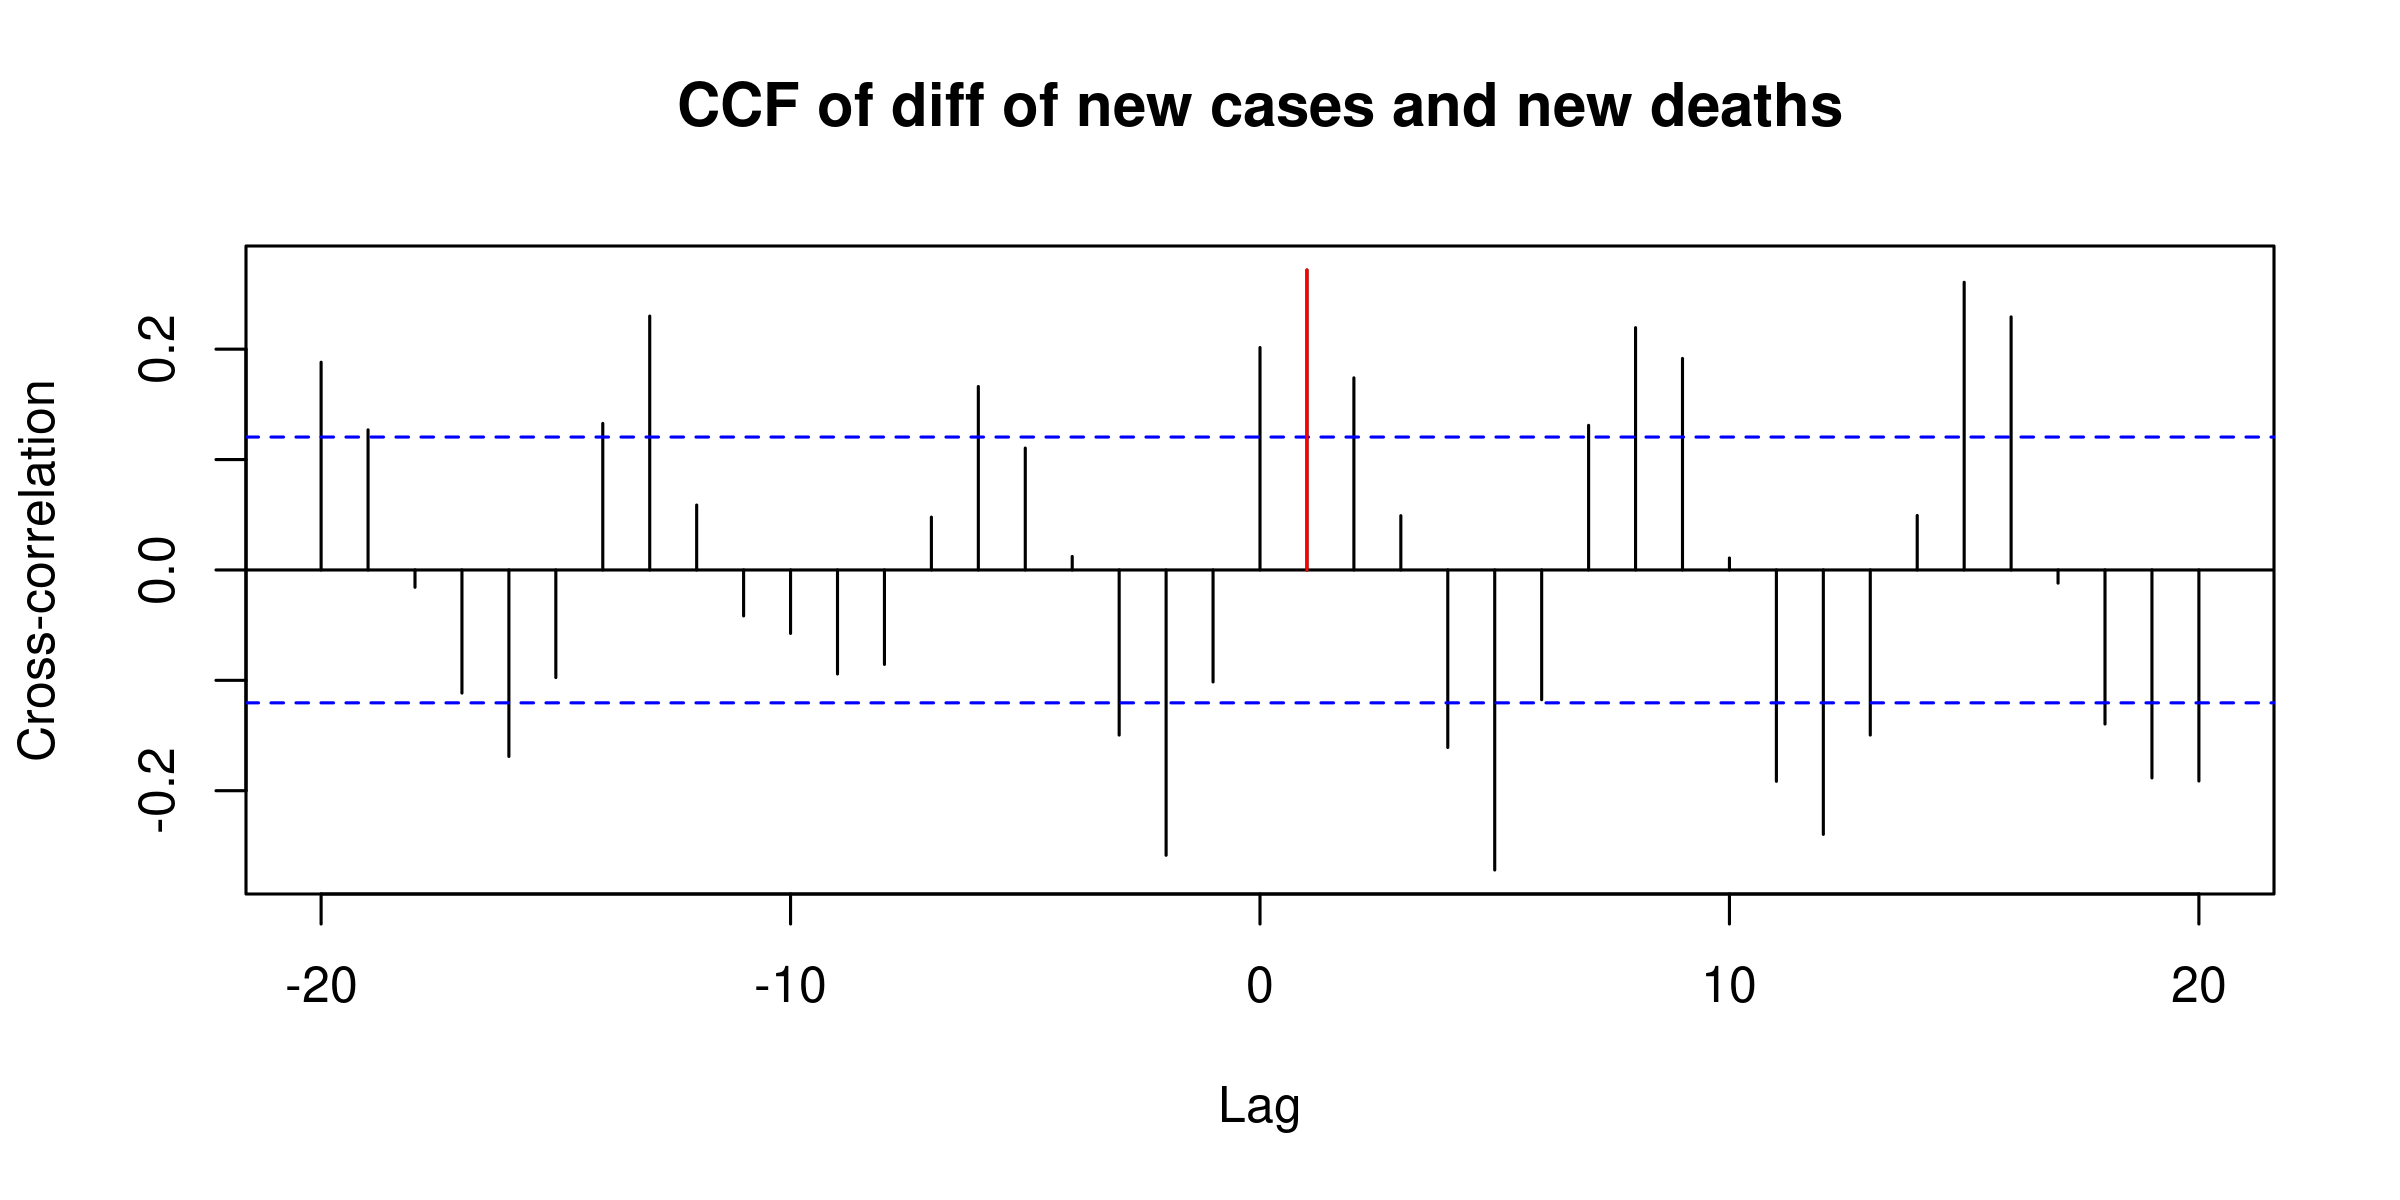 CCF of diff of new cases and new deaths
Cross-correlation
0.2
0.0
-0.2
-20 -10 0 10 20
Lag